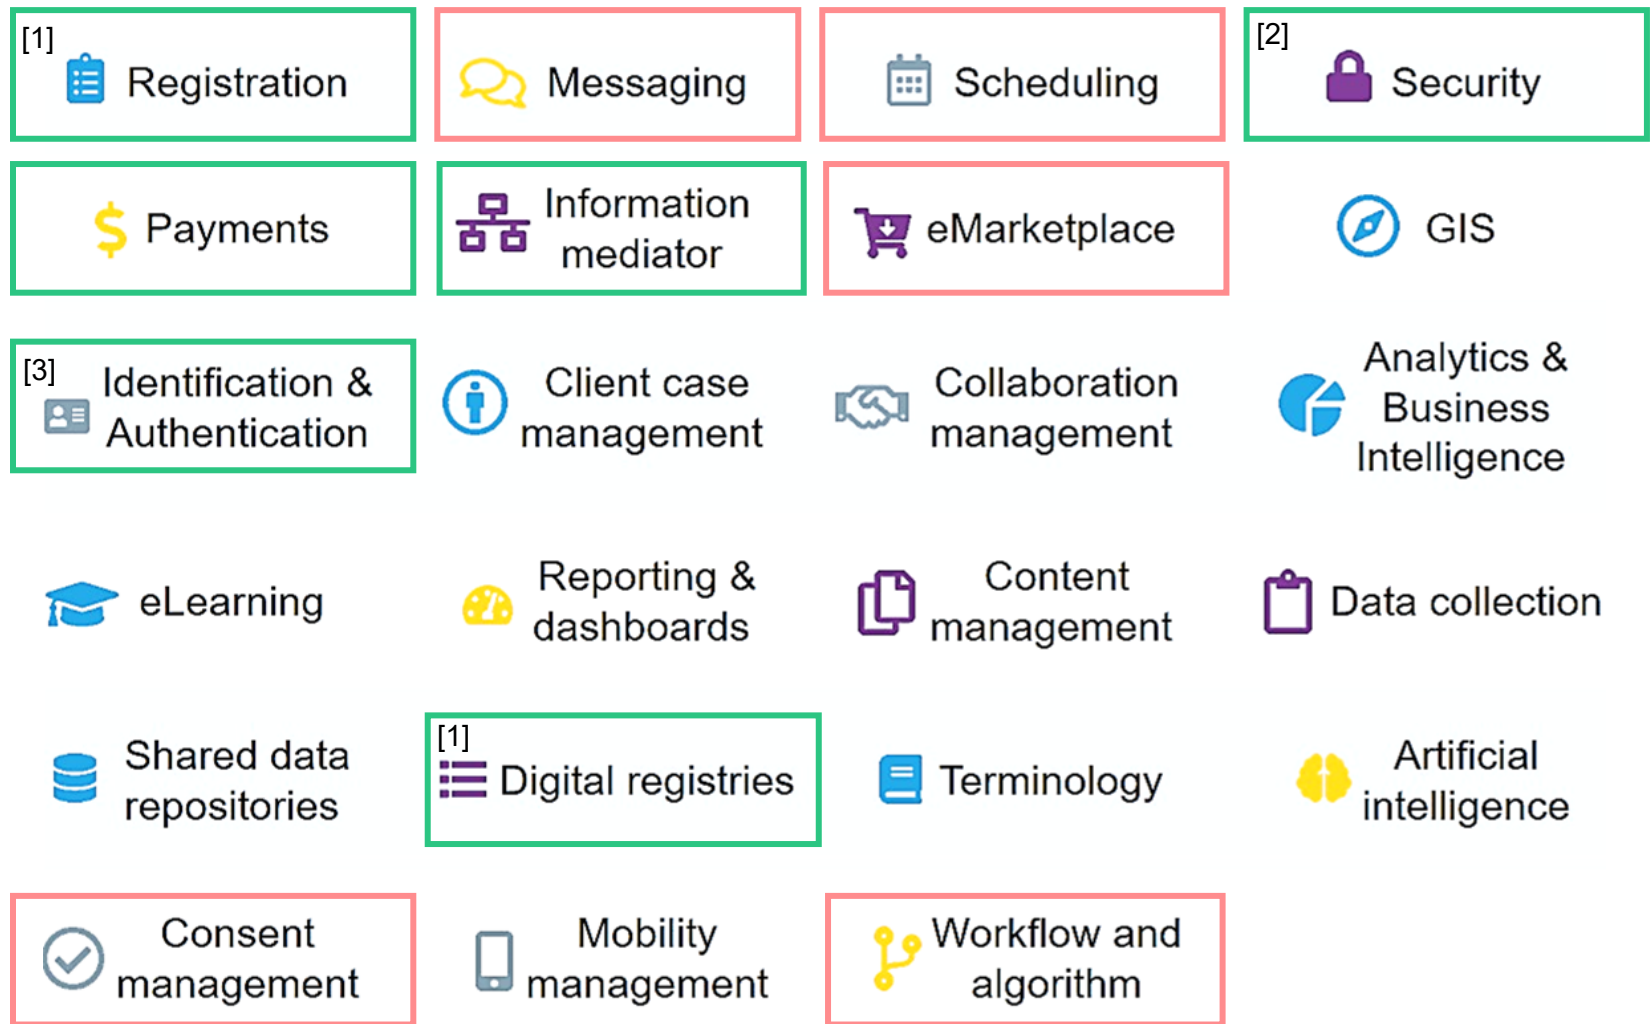 [1]
Registration
Messaging
Scheduling
[2]
Security
$
Payments
Information
mediator
eMarketplace
GIS
[3]
Identification &
Authentication
Client case
management
Collaboration
management
Analytics &
Business
Intelligence
eLearning
Reporting &
dashboards
Content
management
Data collection
Shared data
repositories
[1]
Digital registries
Terminology
Artificial
intelligence
Consent
management
Mobility
management
Workflow and
algorithm